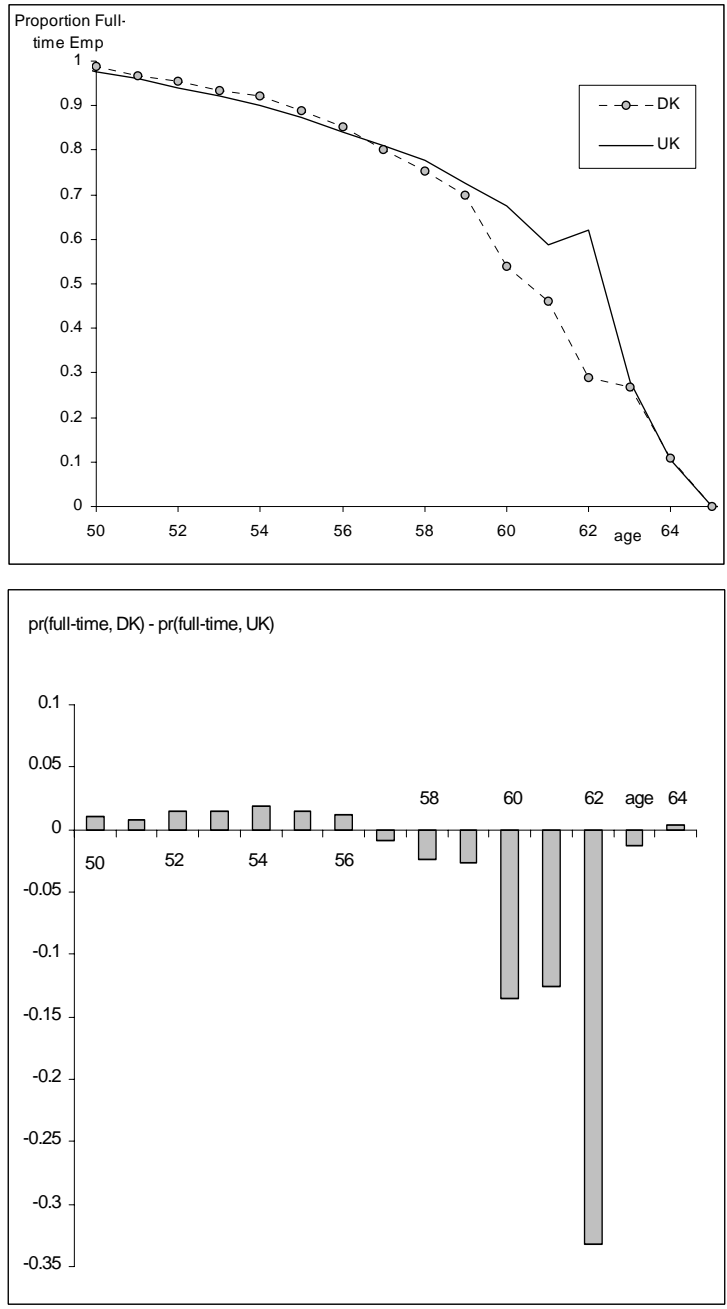 Proportion Full-
time Emp
1
0.9
0.8
0.7
0.6
0.5
0.4
0.3
0.2
0.1
0
DK
UK
50 52 54 56 58 60 62 age 64
pr(full-time, DK) - pr(full-time, UK)
0.1
0.05
58 60 62 age 64
0
50 52 54 56
-0.05
-0.1
-0.15
-0.2
-0.25
-0.3
-0.35